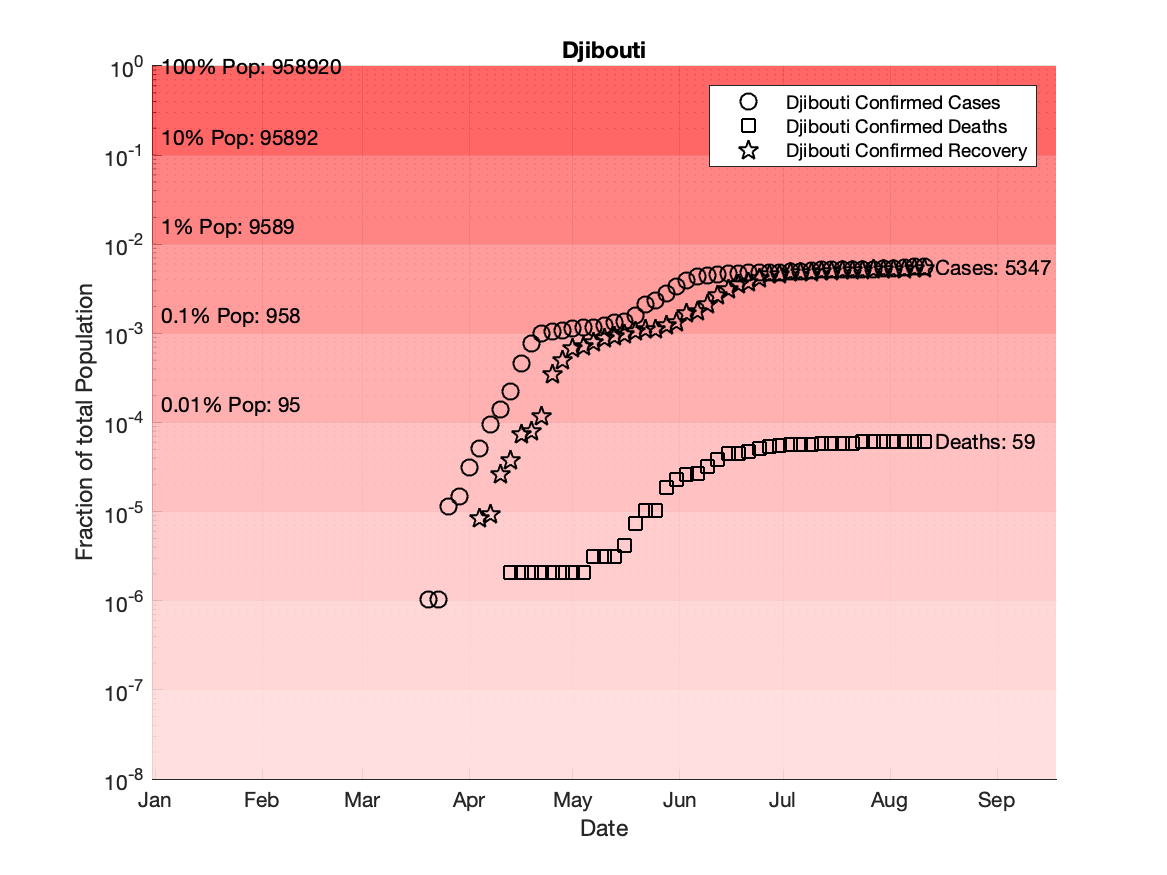 Djibouti
10^0
100% Pop: 958920
Djibouti Confirmed Cases
Djibouti Confirmed Deaths
Djibouti Confirmed Recovery
10% Pop: 95892
10^-1
1% Pop: 9589
10^-2
Cases: 5347
0.1% Pop: 958
10^-3
0.01% Pop: 95
10^-4
Deaths: 59
10^-5
10^-6
10^-7
10^-8
Fraction of total Population
Jan Feb Mar Apr May Jun Jul Aug Sep
Date